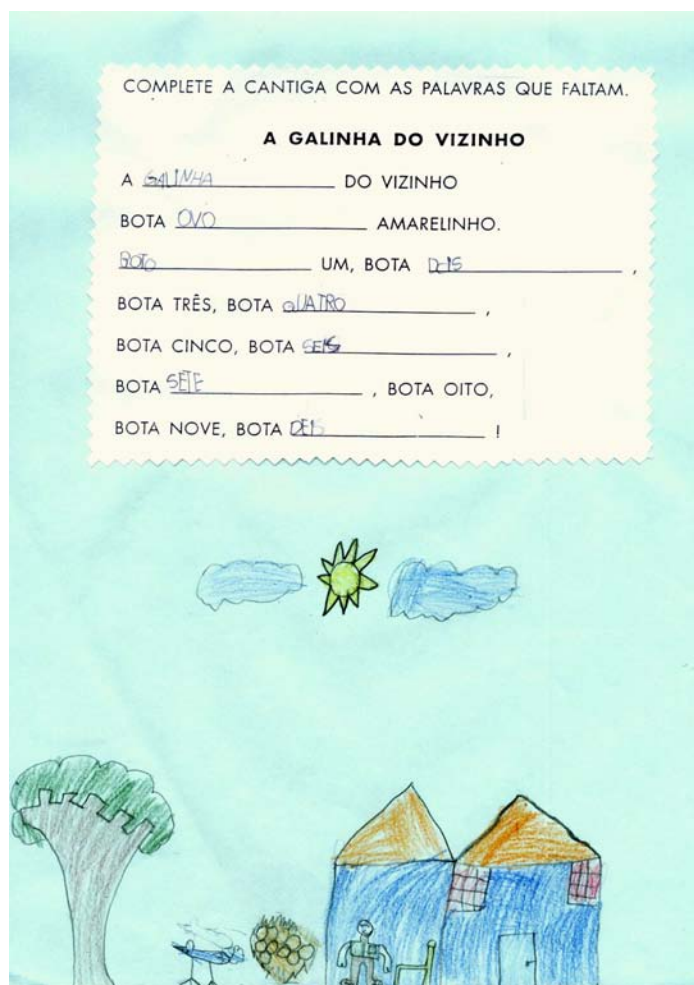 COMPLETE A CANTIGA COM AS PALAVRAS QUE FALTAM.
A GALINHA DO VIZINHO
A GALINHA DO VIZINHO
BOTA OVO AMARELINHO.
BOTO UM, BOTA DOIS,
BOTA TRÊS, BOTA QUATRO,
BOTA CINCO, BOTA SEIS,
BOTA SETE, BOTA OITO,
BOTA NOVE, BOTA DEIS!